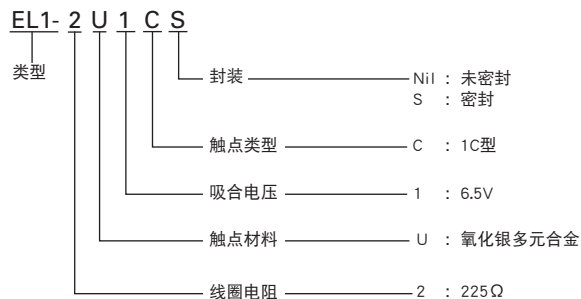 EL1- 2 U 1 C S
类型
封装 Nil : 未密封
S : 密封
触点类型 C : 1C型
吸合电压 1 : 6.5V
触点材料 U : 氧化银多元合金
线圈电阻 2 : 225Ω